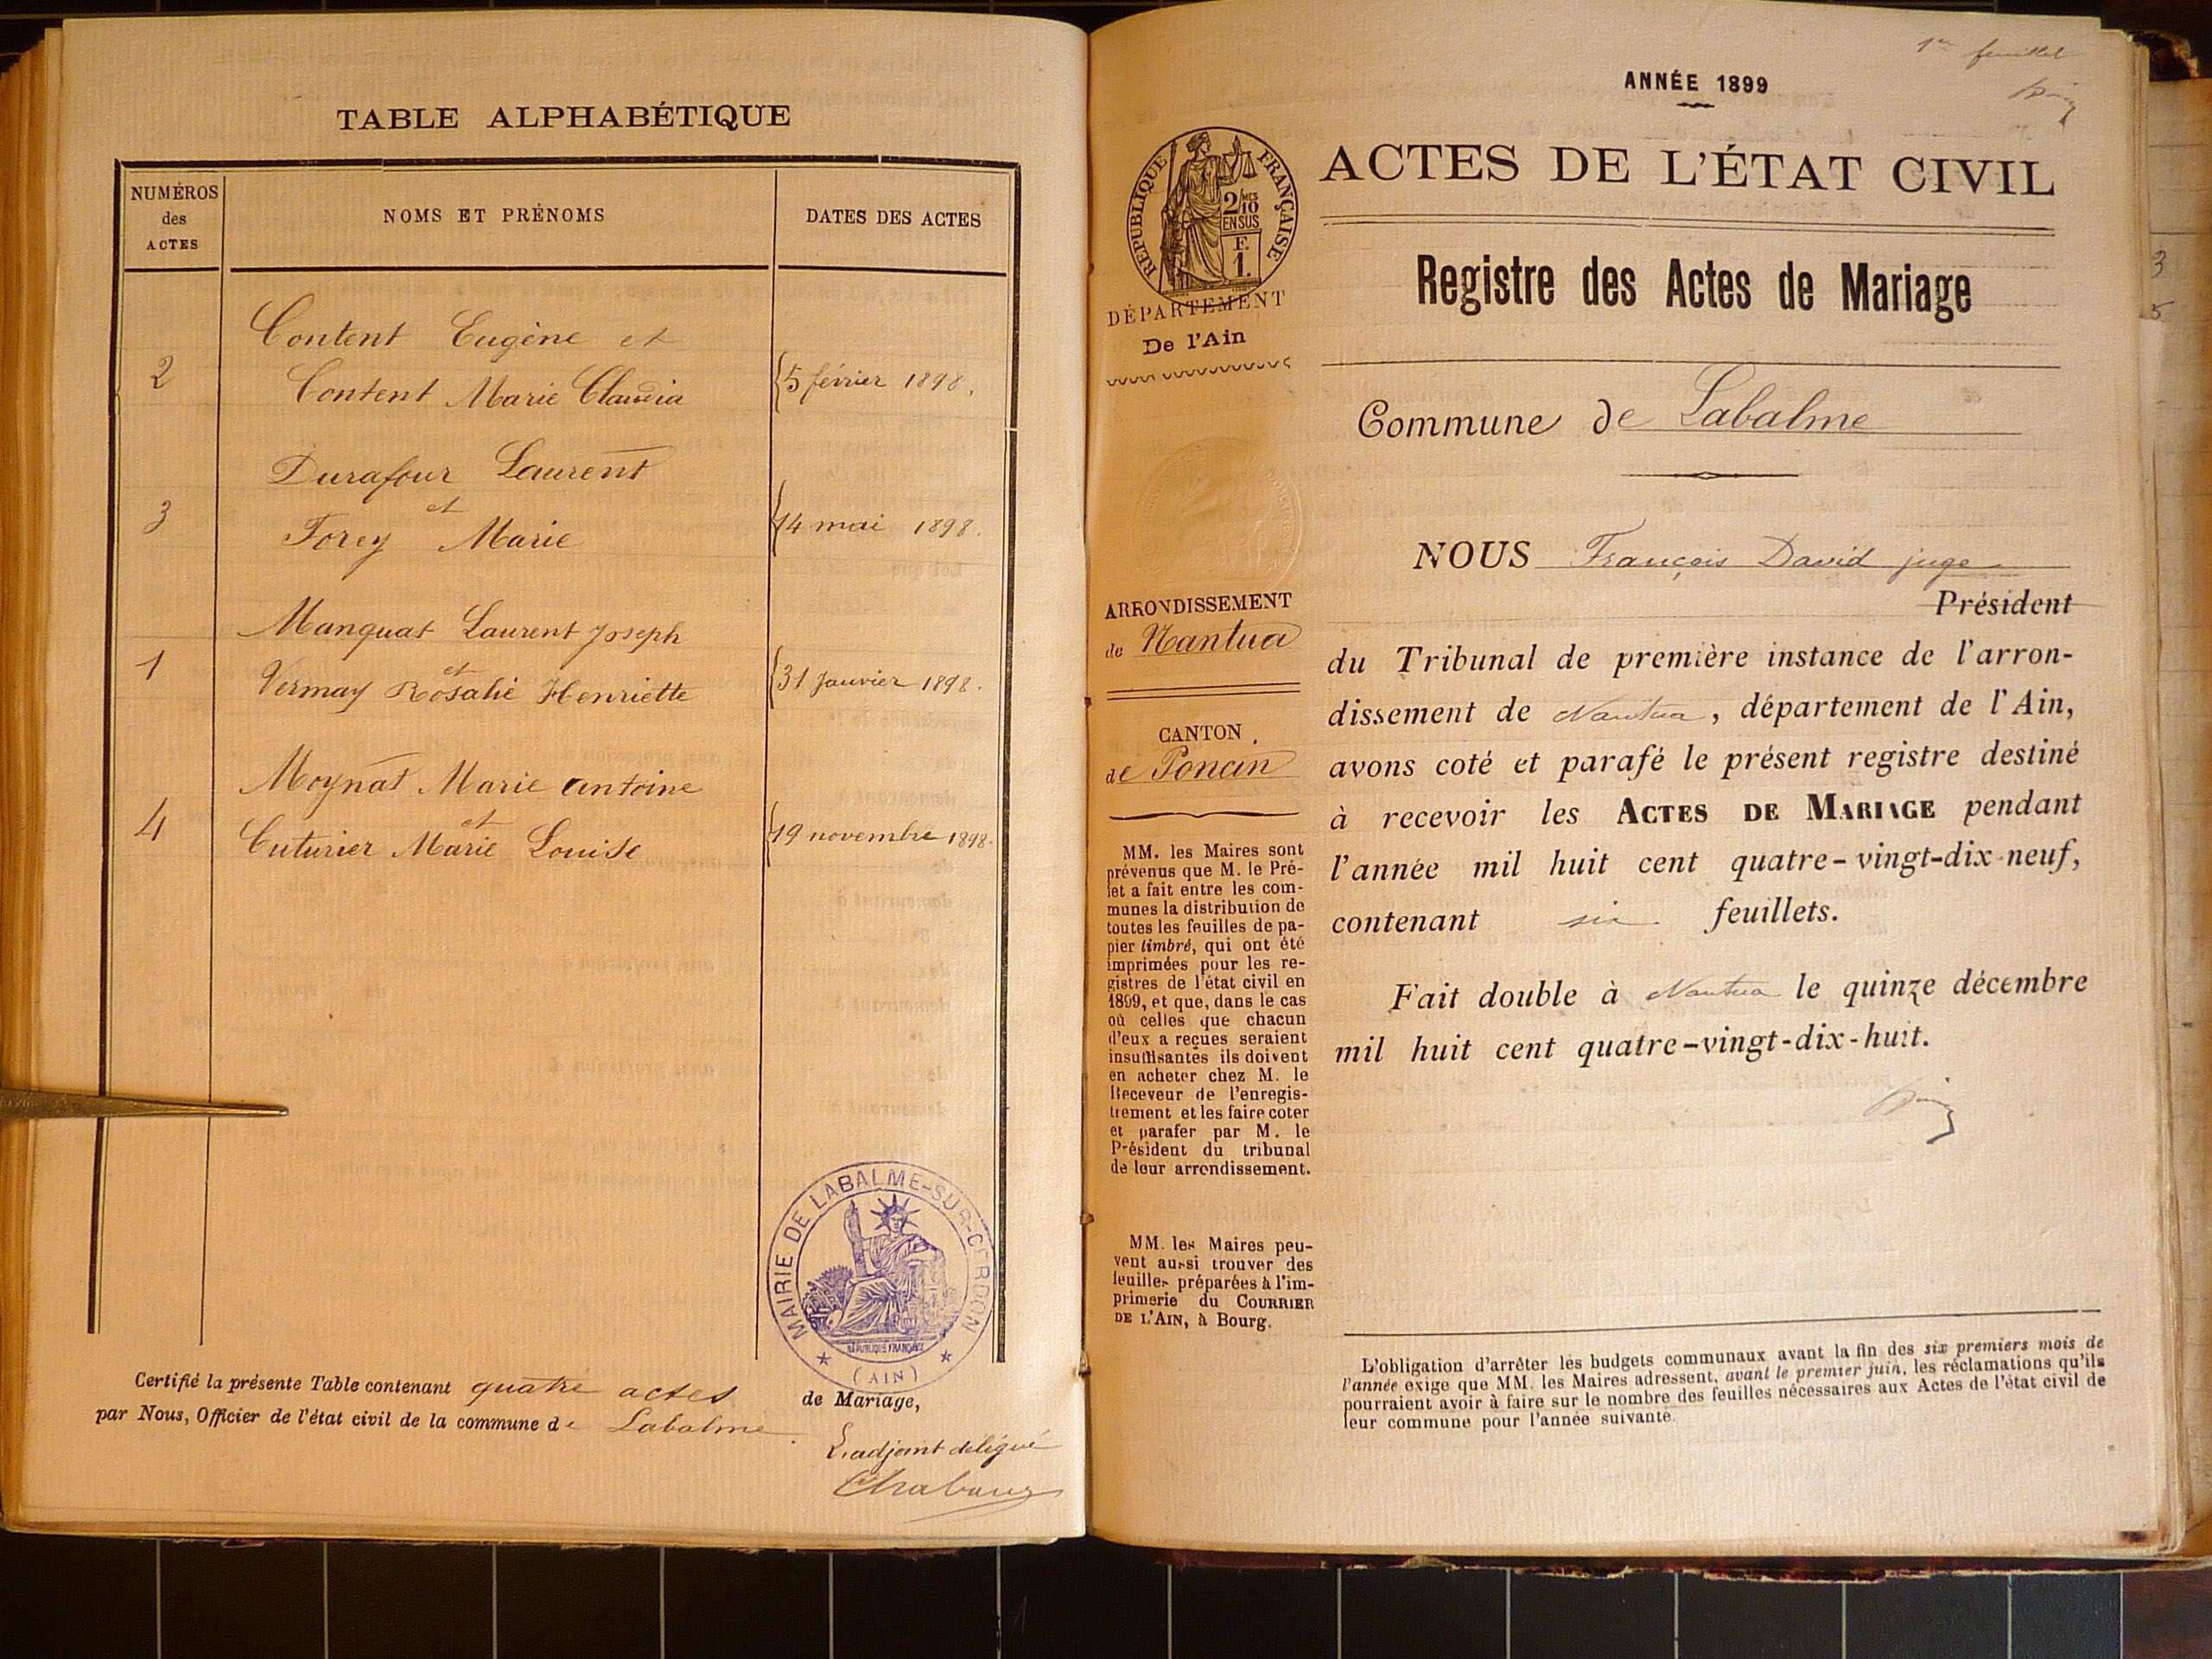 TABLE ALPHABÉTIQUE
NUMÉROS
des
ACTES
NOMS ET PRÉNOMS
DATES DES ACTES
Content Eugène et
2
Content Marie Claudia
5 février 1898.
Durafour Laurent
et
3
Forey Marie
14 mai 1898.
Manquat Laurent Joseph
et
1
Vermay Rosalie Henriette
31 Janvier 1898.
Moynat Marie Antoine
et
4
Cuturier Marie Louise
19 novembre 1898.
MAIRIE DE LABALME-SUR-CERDON
RÉPUBLIQUE FRANÇAISE
(AIN)
Certifié la présente Table contenant quatre actes de Mariage,
par Nous, Officier de l'état civil de la commune de Labalme.
L'adjoint délégué
1er feuillet
ANNÉE 1899
ACTES DE L'ÉTAT CIVIL
Registre des Actes de Mariage
RÉPUBLIQUE FRANÇAISE
2/10
MES
EN SUS
F.
1.
DÉPARTEMENT
De l'Ain
Commune de Labalme
ARRONDISSEMENT
de Nantua
CANTON
de Poncin
MM. les Maires sont
prévenus que M. le Pré-
fet a fait entre les com-
munes la distribution de
toutes les feuilles de pa-
pier timbré, qui ont été
imprimées pour les re-
gistres de l'état civil en
1899, et que, dans le cas
où celles que chacun
d'eux a reçues seraient
insuffisantes ils doivent
en acheter chez M. le
Receveur de l'enregis-
trement et les faire coter
et parafer par M. le
Président du tribunal
de leur arrondissement.
MM. les Maires peu-
vent aussi trouver des
feuilles préparées à l'im-
primerie du COURRIER
DE L'AIN, à Bourg.
NOUS François David juge
Président
du Tribunal de première instance de l'arron-
dissement de Nantua, département de l'Ain,
avons coté et parafé le présent registre destiné
à recevoir les ACTES DE MARIAGE pendant
l'année mil huit cent quatre-vingt-dix-neuf,
contenant six feuillets.
Fait double à Nantua le quinze décembre
mil huit cent quatre-vingt-dix-huit.
L'obligation d'arrêter les budgets communaux avant la fin des six premiers mois de
l'année exige que MM. les Maires adressent, avant le premier juin, les réclamations qu'ils
pourraient avoir à faire sur le nombre des feuilles nécessaires aux Actes de l'état civil de
leur commune pour l'année suivante.
3
5